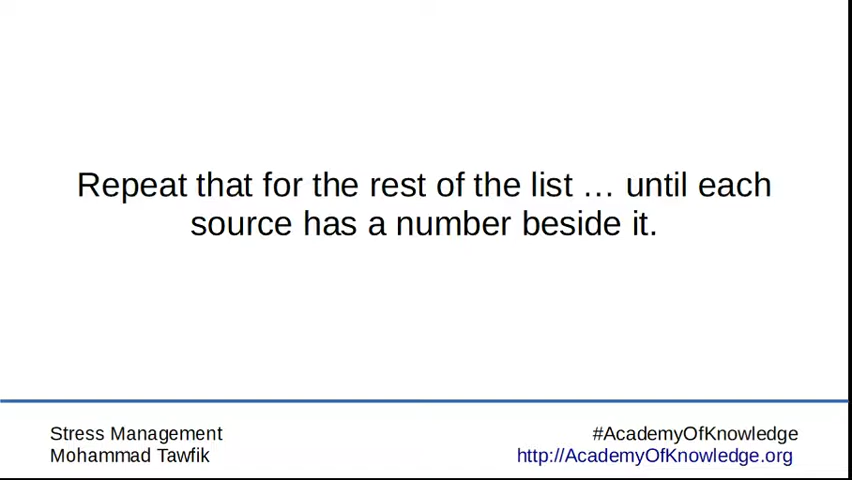 Repeat that for the rest of the list … until each
source has a number beside it.
Stress Management
Mohammad Tawfik
#AcademyOfKnowledge
http://AcademyOfKnowledge.org